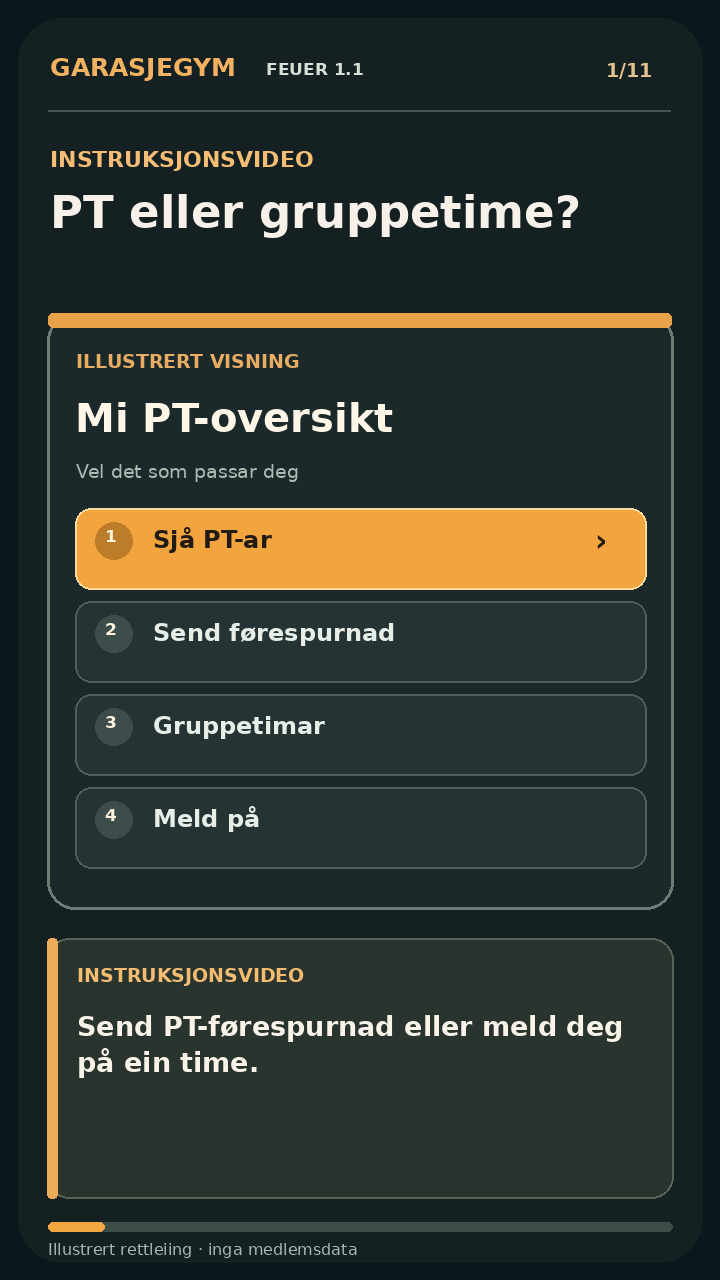 GARASJEGYM FEUER 1.1 1/11
INSTRUKSJONSVIDEO
PT eller gruppetime?
ILLUSTRERT VISNING
Mi PT-oversikt
Vel det som passar deg
1 Sjå PT-ar ›
2 Send førespurnad
3 Gruppetimar
4 Meld på
INSTRUKSJONSVIDEO
Send PT-førespurnad eller meld deg
på ein time.
Illustrert rettleiing · inga medlemsdata